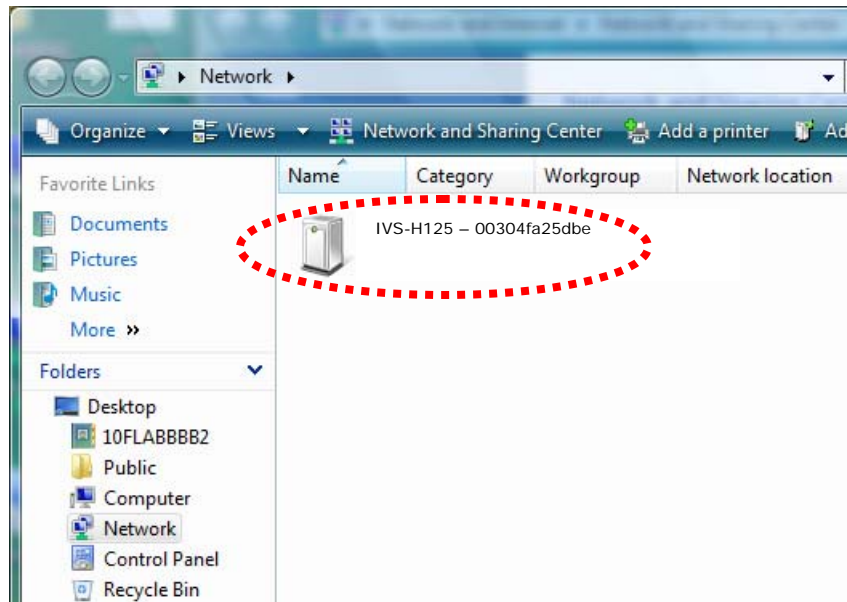 Network
Organize Views Network and Sharing Center Add a printer Ad
Favorite Links
Documents
Pictures
Music
More »
Folders
Desktop
10FLABBBB2
Public
Computer
Network
Control Panel
Recycle Bin
Name Category Workgroup Network location
IVS-H125 – 00304fa25dbe